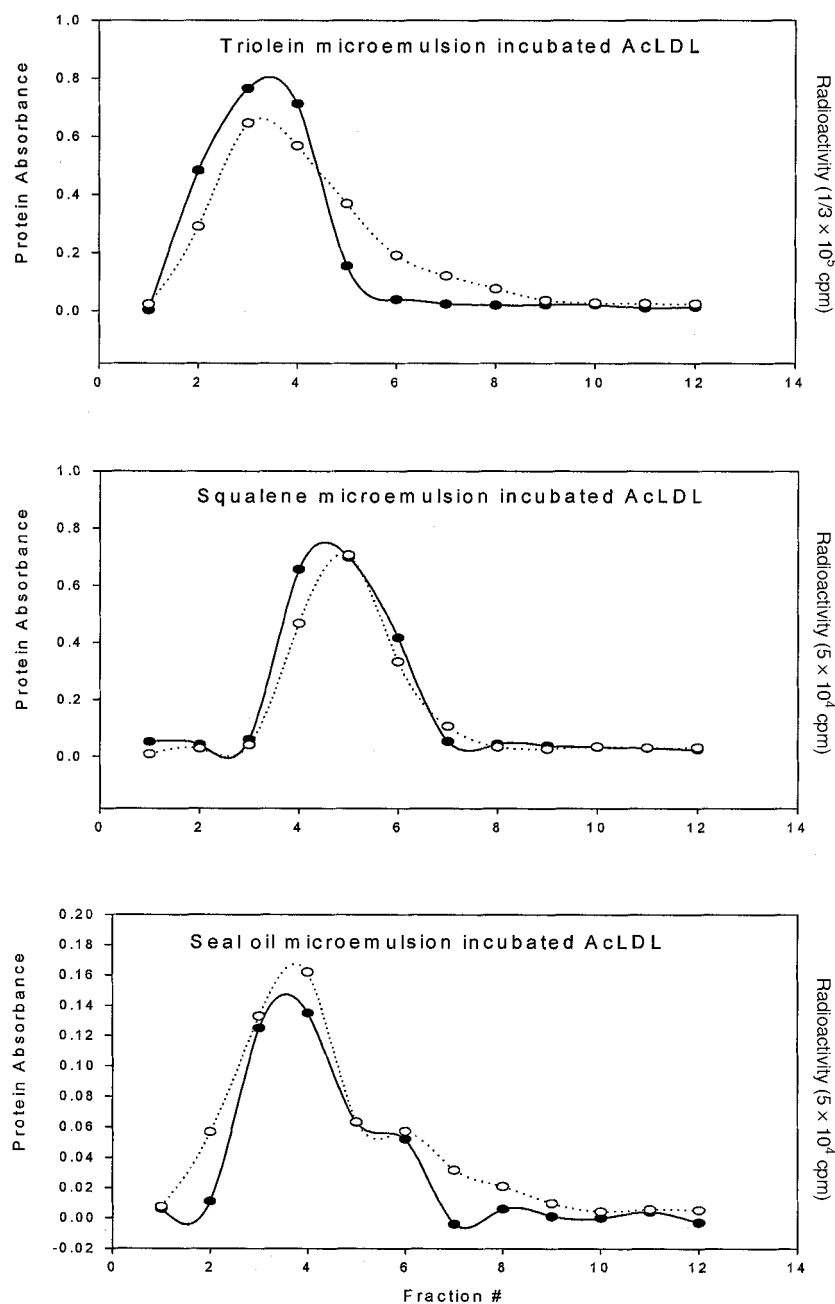 Triolein microemulsion incubated AcLDL
Protein Absorbance
1.0
0.8
0.6
0.4
0.2
0.0
0 2 4 6 8 10 12 14
Radioactivity (1/3 × 10⁵ cpm)
Squalene microemulsion incubated AcLDL
Protein Absorbance
1.0
0.8
0.6
0.4
0.2
0.0
0 2 4 6 8 10 12 14
Radioactivity (5 × 10⁴ cpm)
Seal oil microemulsion incubated AcLDL
Protein Absorbance
0.20
0.18
0.16
0.14
0.12
0.10
0.08
0.06
0.04
0.02
0.00
-0.02
0 2 4 6 8 10 12 14
Fraction #
Radioactivity (5 × 10⁴ cpm)